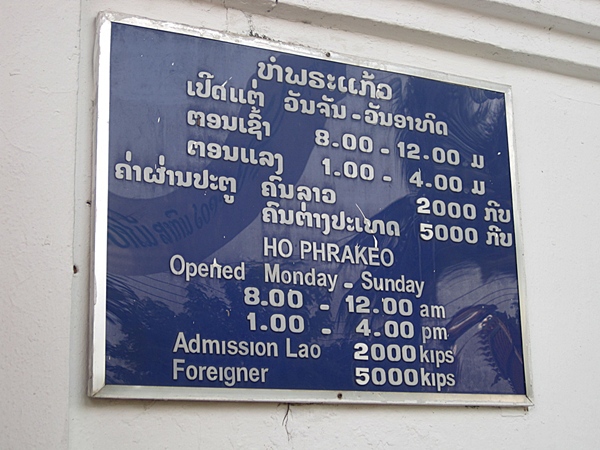 ຫໍພຣະແກ້ວ
ເປີດແຕ່ ວັນຈັນ - ວັນອາທິດ
ຕອນເຊົ້າ 8.00 - 12.00 ມ
ຕອນແລງ 1.00 - 4.00 ມ
ຄ່າຜ່ານປະຕູ ຄົນລາວ 2000 ກີບ
ຄົນຕ່າງປະເທດ 5000 ກີບ
HO PHRAKEO
Opened Monday - Sunday
8.00 - 12.00 am
1.00 - 4.00 pm
Admission Lao 2000 kips
Foreigner 5000 kips